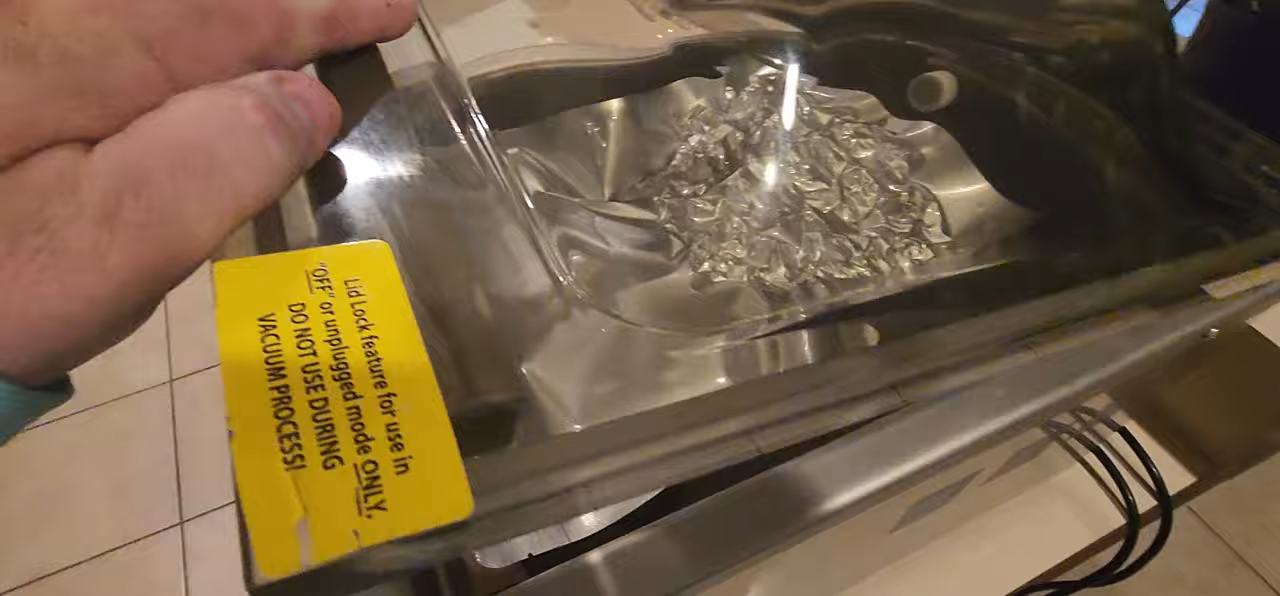 Lid Lock feature for use in
"OFF" or unplugged mode ONLY.
DO NOT USE DURING
VACUUM PROCESS!